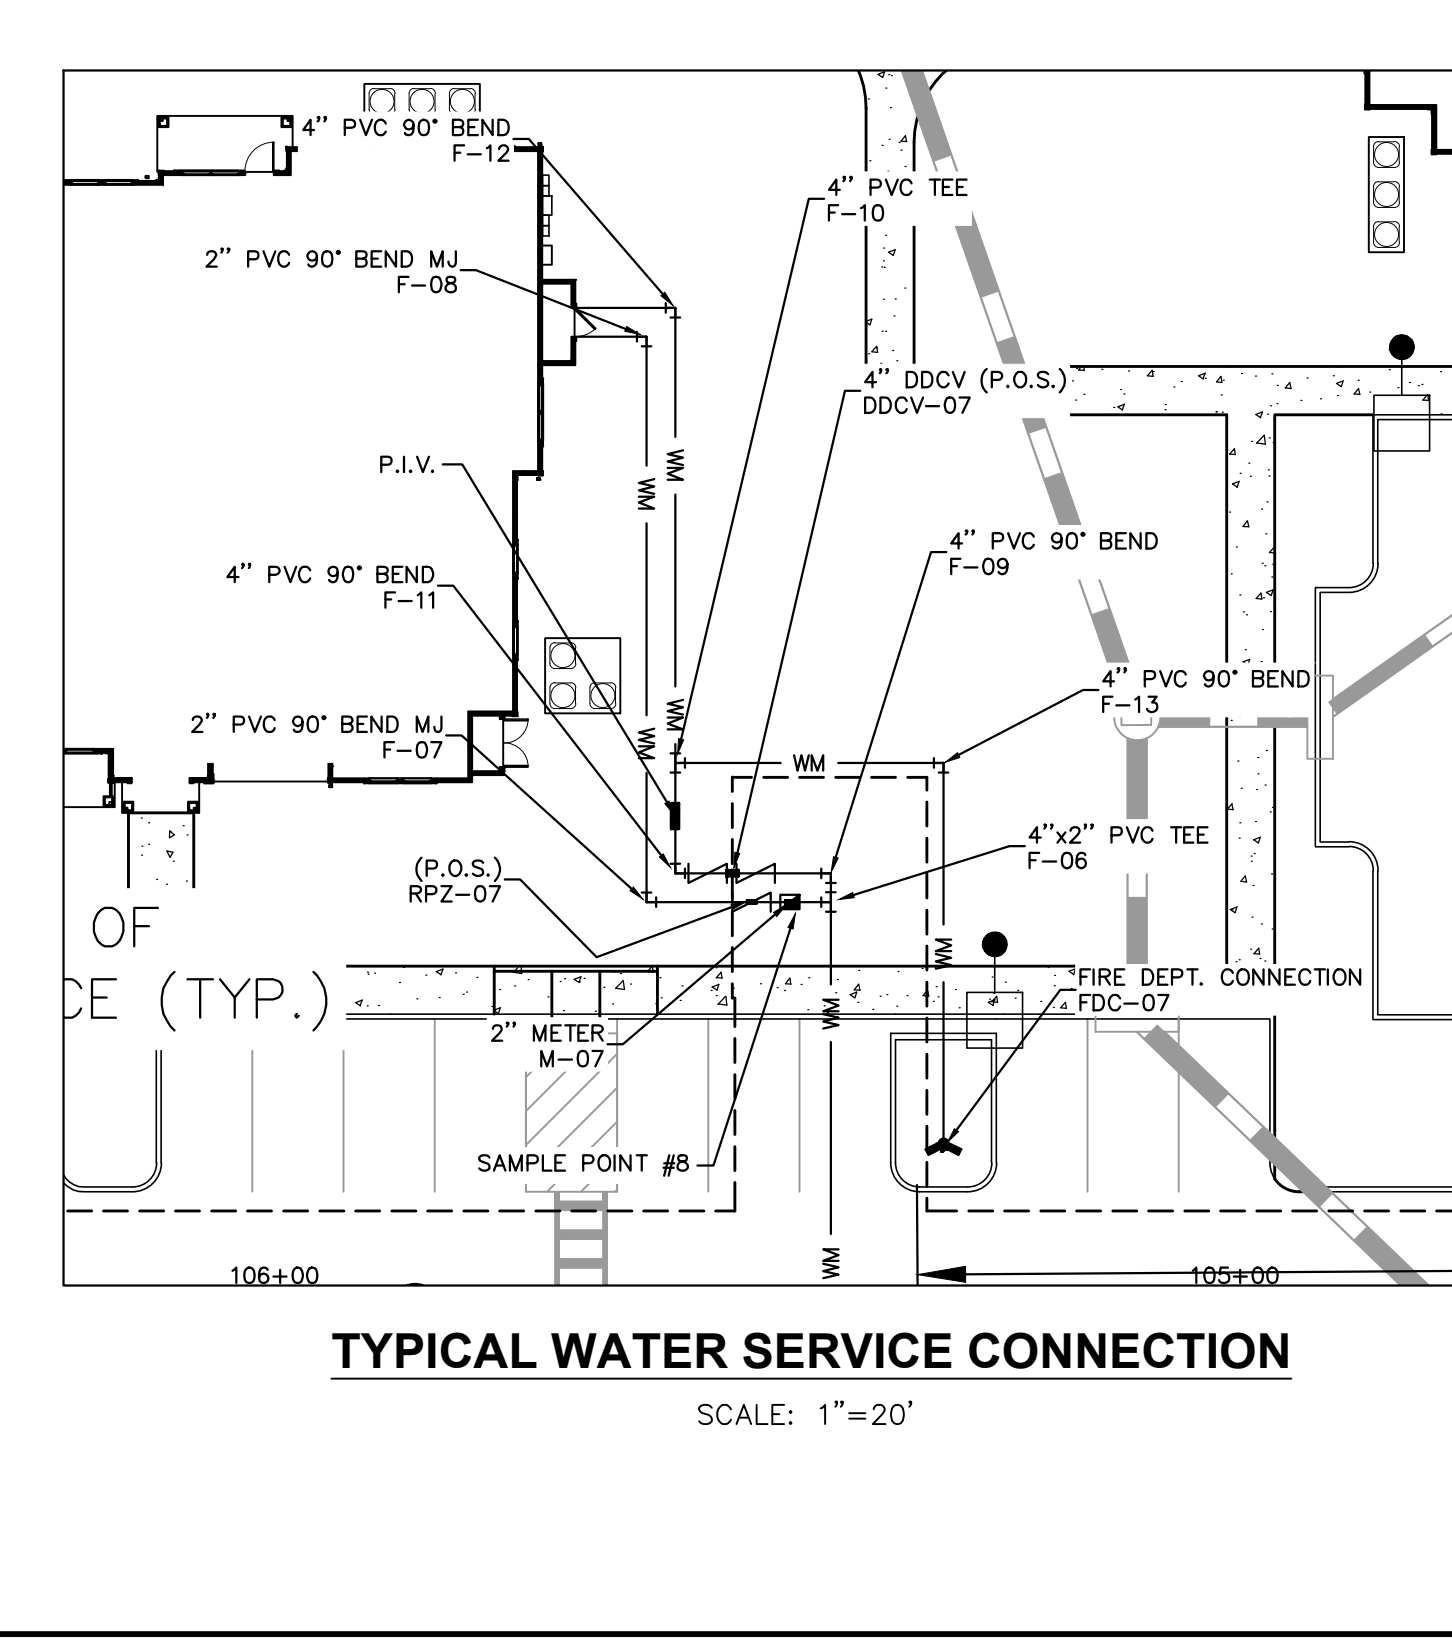 4" PVC 90° BEND
F-12
4" PVC TEE
F-10
2" PVC 90° BEND MJ
F-08
4" DDCV (P.O.S.)
DDCV-07
P.I.V.
4" PVC 90° BEND
F-09
4" PVC 90° BEND
F-11
4" PVC 90° BEND
F-13
2" PVC 90° BEND MJ
F-07
WM
WM
WM
WM
WM
4"x2" PVC TEE
F-06
(P.O.S.)
RPZ-07
OF
CE (TYP.)
WM
WM
FIRE DEPT. CONNECTION
FDC-07
2" METER
M-07
SAMPLE POINT #8
WM
106+00
105+00
TYPICAL WATER SERVICE CONNECTION
SCALE: 1"=20'